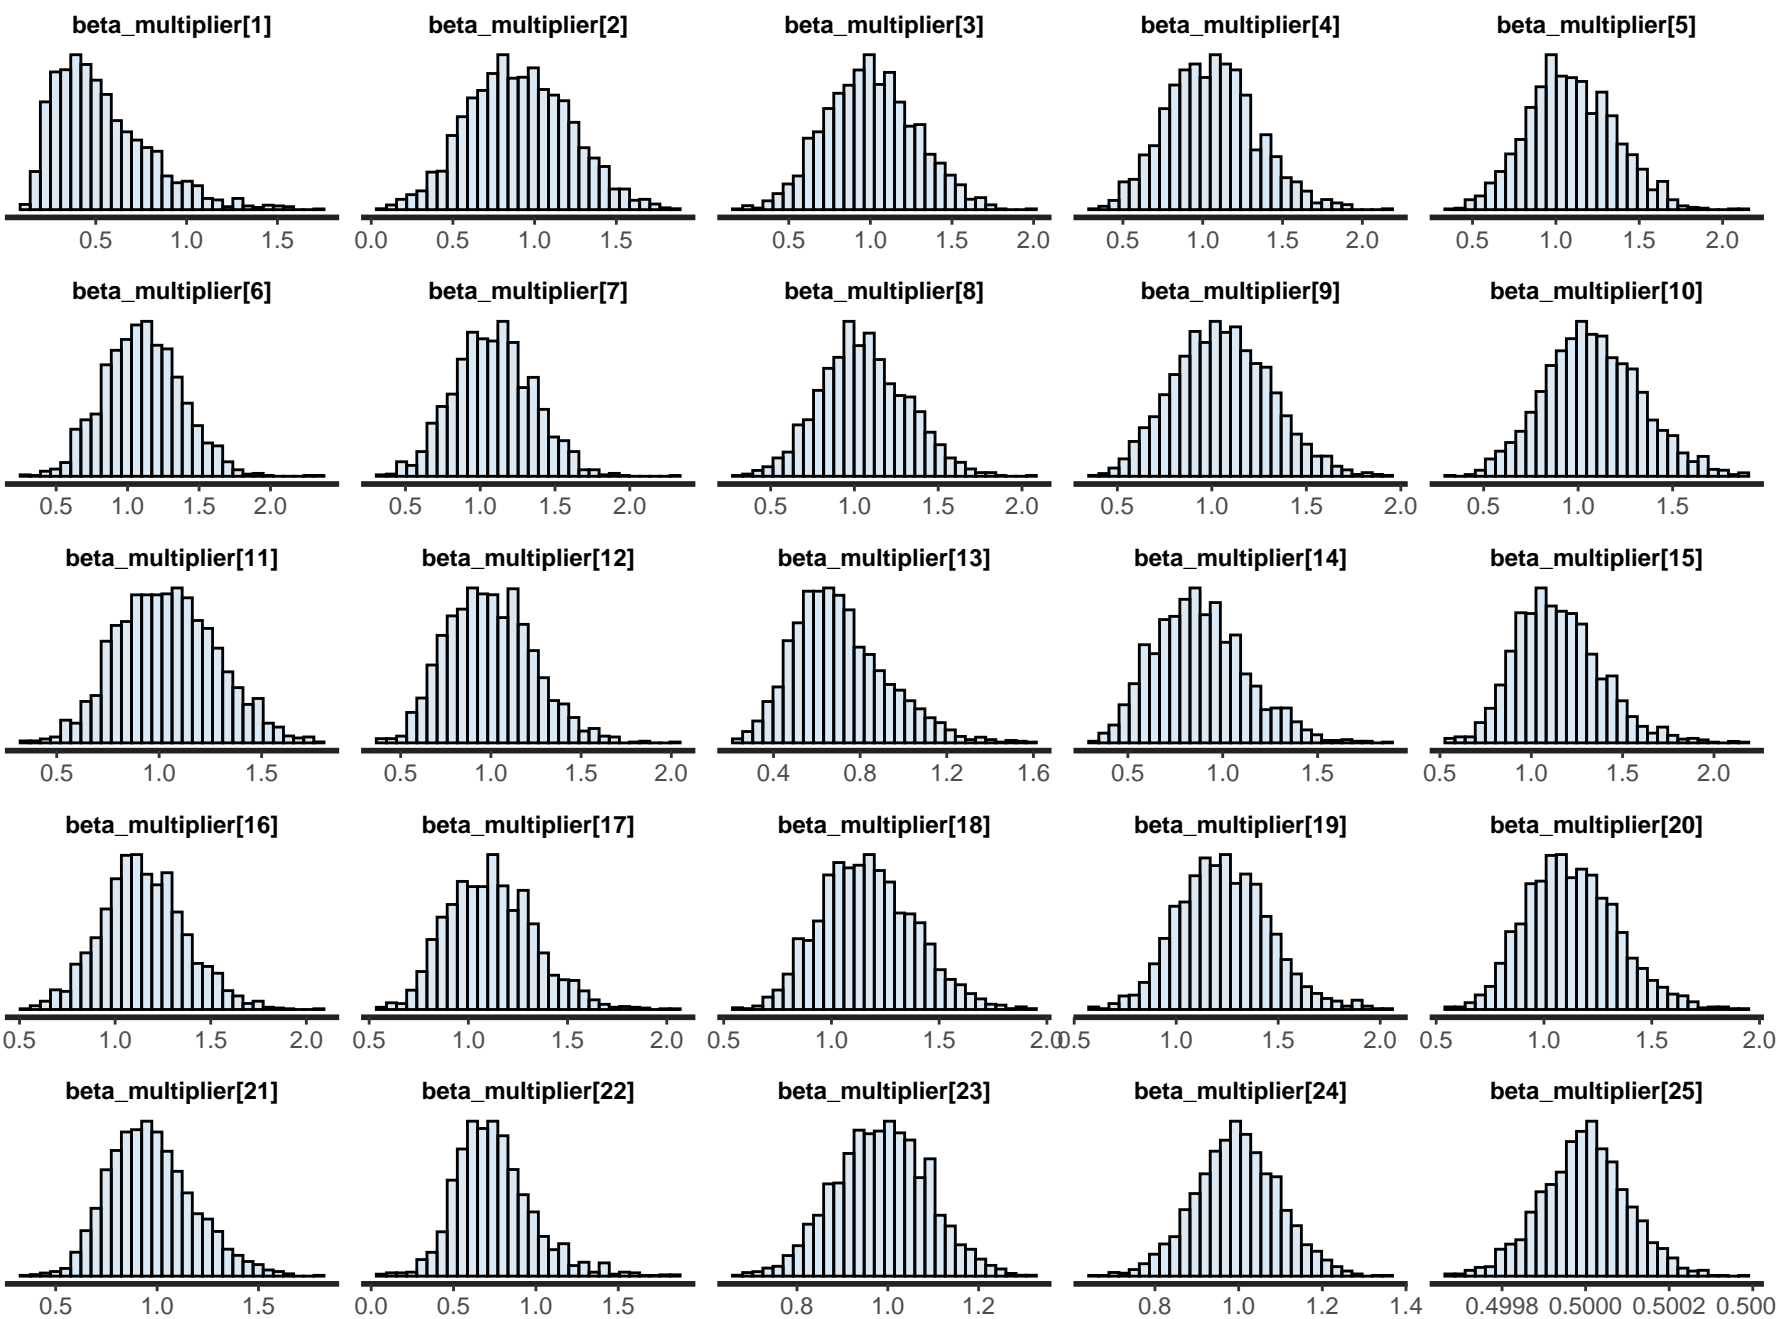 beta_multiplier[1] beta_multiplier[2] beta_multiplier[3] beta_multiplier[4] beta_multiplier[5]
0.5 1.0 1.5 0.0 0.5 1.0 1.5 0.5 1.0 1.5 2.0 0.5 1.0 1.5 2.0 0.5 1.0 1.5 2.0
beta_multiplier[6] beta_multiplier[7] beta_multiplier[8] beta_multiplier[9] beta_multiplier[10]
0.5 1.0 1.5 2.0 0.5 1.0 1.5 2.0 0.5 1.0 1.5 2.0 0.5 1.0 1.5 2.0 0.5 1.0 1.5
beta_multiplier[11] beta_multiplier[12] beta_multiplier[13] beta_multiplier[14] beta_multiplier[15]
0.5 1.0 1.5 0.5 1.0 1.5 2.0 0.4 0.8 1.2 1.6 0.5 1.0 1.5 0.5 1.0 1.5 2.0
beta_multiplier[16] beta_multiplier[17] beta_multiplier[18] beta_multiplier[19] beta_multiplier[20]
0.5 1.0 1.5 2.0 0.5 1.0 1.5 2.0 0.5 1.0 1.5 2.0 0.5 1.0 1.5 2.0 0.5 1.0 1.5 2.0
beta_multiplier[21] beta_multiplier[22] beta_multiplier[23] beta_multiplier[24] beta_multiplier[25]
0.5 1.0 1.5 0.0 0.5 1.0 1.5 0.8 1.0 1.2 0.8 1.0 1.2 1.4 0.4998 0.5000 0.5002 0.500